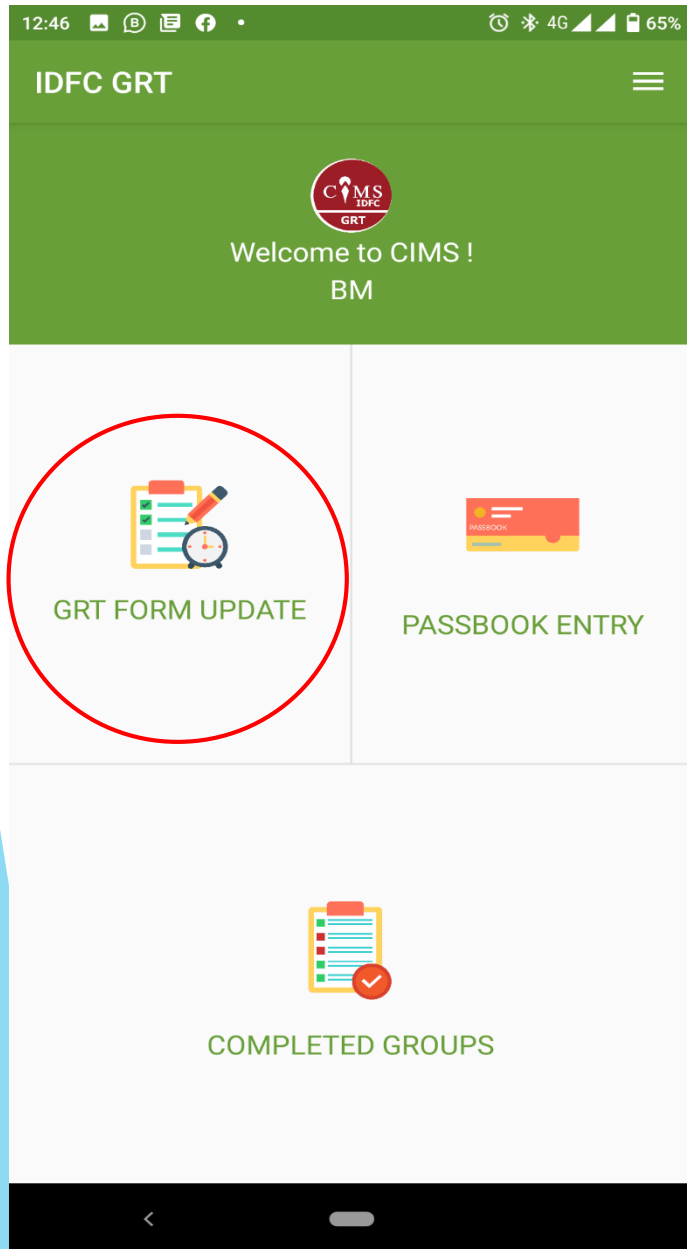 12:46
4G 65%
IDFC GRT
CIMS
IDFC
GRT
Welcome to CIMS !
BM
PASSBOOK
GRT FORM UPDATE
PASSBOOK ENTRY
COMPLETED GROUPS